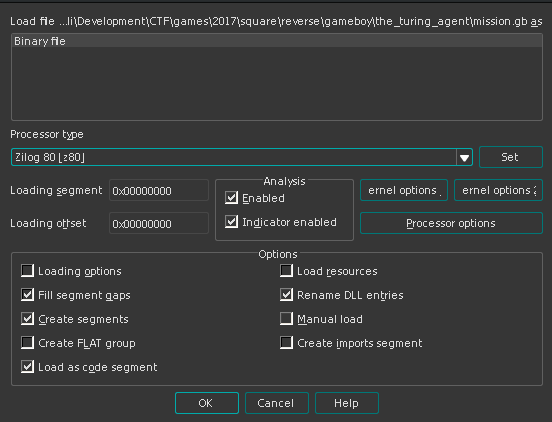 Load file ...li\Development\CTF\games\2017\square\reverse\gameboy\the_turing_agent\mission.gb as
Binary file
Processor type
Zilog 80 [z80]
Set
Loading segment
0x00000000
Analysis
Enabled
ernel options
ernel options 2
Loading offset
0x00000000
Indicator enabled
Processor options
Options
Loading options
Load resources
Fill segment gaps
Rename DLL entries
Create segments
Manual load
Create FLAT group
Create imports segment
Load as code segment
OK
Cancel
Help